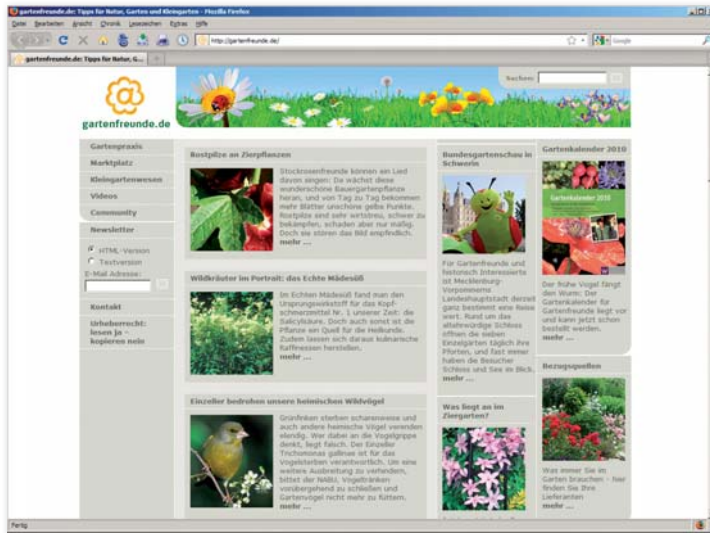 gartenfreunde.de: Tipps für Natur, Garten und Kleingarten - Mozilla Firefox
Datei Bearbeiten Ansicht Chronik Lesezeichen Extras Hilfe
http://gartenfreunde.de/
Google
gartenfreunde.de: Tipps für Natur, G...
gartenfreunde.de
Suchen:
Gartenpraxis
Marktplatz
Kleingartenwesen
Videos
Community
Newsletter
HTML-Version
Textversion
E-Mail Adresse:
Kontakt
Urheberrecht:
lesen ja -
kopieren nein
Rostpilze an Zierpflanzen
Stockrosenfreunde können ein Lied
davon singen: Da wächst diese
wunderschöne Bauergartenpflanze
heran, und von Tag zu Tag bekommen
mehr Blätter unschöne gelbe Punkte.
Rostpilze sind sehr wirtstreu, schwer zu
bekämpfen, schaden aber nur mäßig.
Doch sie stören das Bild empfindlich.
mehr ...
Wildkräuter im Portrait: das Echte Mädesüß
Im Echten Mädesüß fand man den
Ursprungswirkstoff für das Kopf-
schmerzmittel Nr. 1 unserer Zeit: die
Salicylsäure. Doch auch sonst ist die
Pflanze ein Quell für die Heilkunde.
Zudem lassen sich daraus kulinarische
Raffinessen herstellen.
mehr ...
Einzeller bedrohen unsere heimischen Wildvögel
Grünfinken sterben scharenweise und
auch andere heimische Vögel verenden
elendig. Wer dabei an die Vogelgrippe
denkt, liegt falsch. Der Einzeller
Trichomonas gallinae ist für das
Vogelsterben verantwortlich. Um eine
weitere Ausbreitung zu verhindern,
bittet der NABU, Vogeltränken
vorübergehend zu schließen und
Gartenvögel nicht mehr zu füttern.
mehr ...
Bundesgartenschau in
Schwerin
Für Gartenfreunde und
historisch Interessierte
ist Mecklenburg-
Vorpommerns
Landeshauptstadt derzeit
ganz bestimmt eine Reise
wert. Rund um das
altehrwürdige Schloss
öffnen die sieben
Einzelgärten täglich ihre
Pforten, und fast immer
haben die Besucher
Schloss und See im Blick.
mehr ...
Was liegt an im
Ziergarten?
Gartenkalender 2010
Gartenkalender 2010
Der frühe Vogel fängt
den Wurm: Der
Gartenkalender für
Gartenfreunde liegt vor
und kann jetzt schon
bestellt werden.
mehr ...
Bezugsquellen
Was immer Sie im
Garten brauchen - hier
finden Sie Ihre
Lieferanten
mehr ...
Fertig